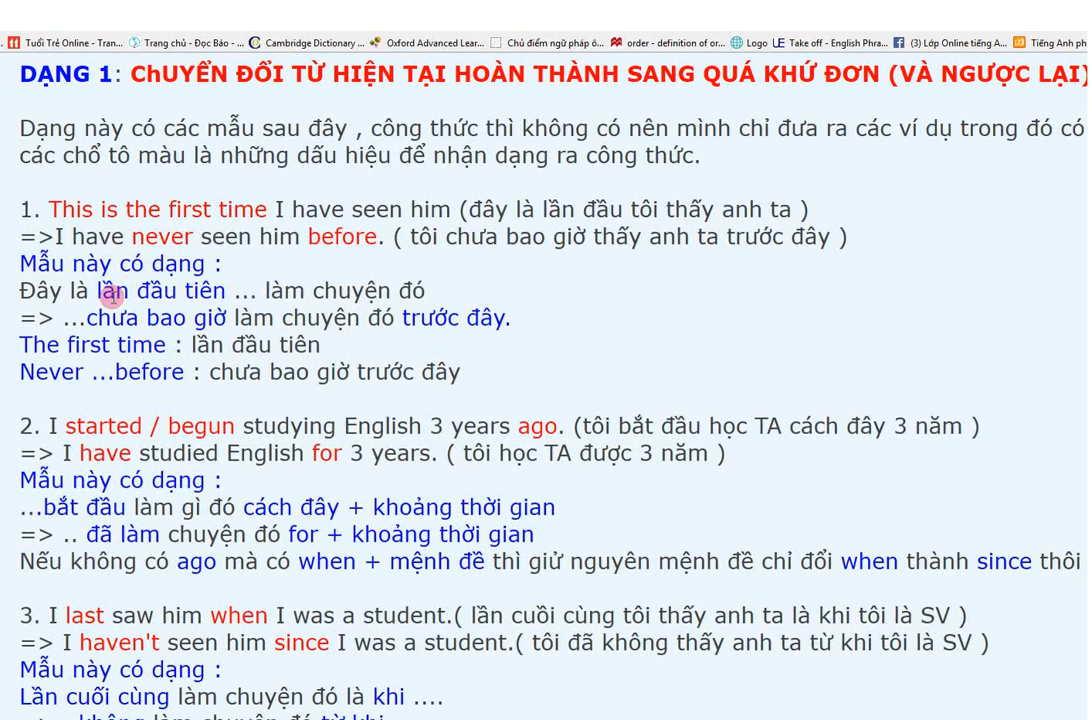 Tuổi Trẻ Online - Tran... Trang chủ - Đọc Báo - ... Cambridge Dictionary ... Oxford Advanced Lear... Chủ điểm ngữ pháp ô... order - definition of or... Logo UE Take off - English Phra... (3) Lớp Online tiếng A... Tiếng Anh ph
DẠNG 1: ChUYỂN ĐỔI TỪ HIỆN TẠI HOÀN THÀNH SANG QUÁ KHỨ ĐƠN (VÀ NGƯỢC LẠI)
Dạng này có các mẫu sau đây , công thức thì không có nên mình chỉ đưa ra các ví dụ trong đó có
các chổ tô màu là những dấu hiệu để nhận dạng ra công thức.
1. This is the first time I have seen him (đây là lần đầu tôi thấy anh ta )
=>I have never seen him before. ( tôi chưa bao giờ thấy anh ta trước đây )
Mẫu này có dạng :
Đây là lần đầu tiên ... làm chuyện đó
=> ...chưa bao giờ làm chuyện đó trước đây.
The first time : lần đầu tiên
Never ...before : chưa bao giờ trước đây
2. I started / begun studying English 3 years ago. (tôi bắt đầu học TA cách đây 3 năm )
=> I have studied English for 3 years. ( tôi học TA được 3 năm )
Mẫu này có dạng :
...bắt đầu làm gì đó cách đây + khoảng thời gian
=> .. đã làm chuyện đó for + khoảng thời gian
Nếu không có ago mà có when + mệnh đề thì giử nguyên mệnh đề chỉ đổi when thành since thôi
3. I last saw him when I was a student.( lần cuồi cùng tôi thấy anh ta là khi tôi là SV )
=> I haven't seen him since I was a student.( tôi đã không thấy anh ta từ khi tôi là SV )
Mẫu này có dạng :
Lần cuối cùng làm chuyện đó là khi ....
=> ..không làm chuyện đó từ khi